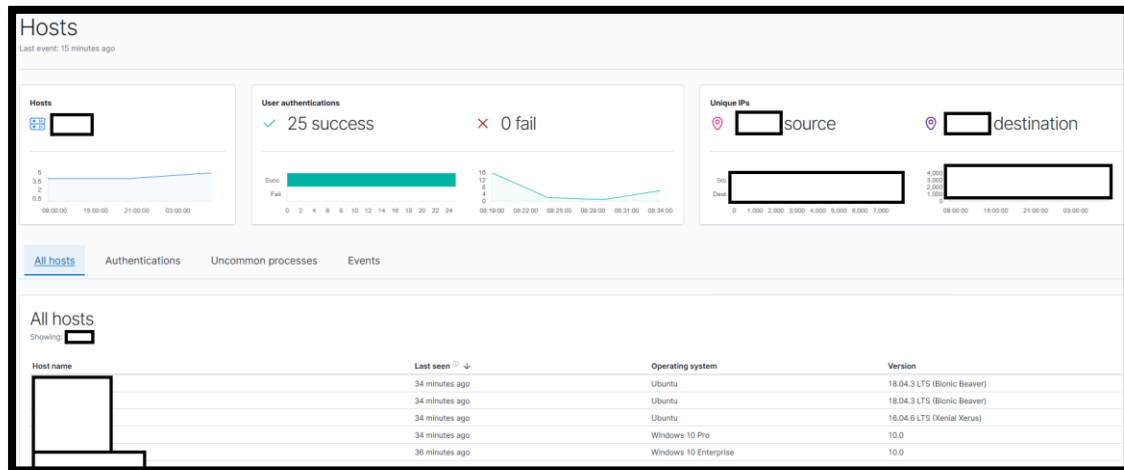 Hosts
Last event: 15 minutes ago
Hosts
User authentications
25 success
0 fail
Unique IPs
source
destination
5
3.5
2
0.5
09:00:00 15:00:00 21:00:00 03:00:00
Succ.
Fail
0 2 4 6 8 10 12 14 16 18 20 22 24
16
12
8
4
0
08:19:00 08:22:00 08:25:00 08:28:00 08:31:00 08:34:00
Src.
Dest.
0 1,000 2,000 3,000 4,000 5,000 6,000 7,000
4,000
3,000
2,000
1,000
0
09:00:00 15:00:00 21:00:00 03:00:00
All hosts Authentications Uncommon processes Events
All hosts
Showing:
Host name Last seen Operating system Version
34 minutes ago Ubuntu 18.04.3 LTS (Bionic Beaver)
34 minutes ago Ubuntu 18.04.3 LTS (Bionic Beaver)
34 minutes ago Ubuntu 16.04.6 LTS (Xenial Xerus)
34 minutes ago Windows 10 Pro 10.0
36 minutes ago Windows 10 Enterprise 10.0